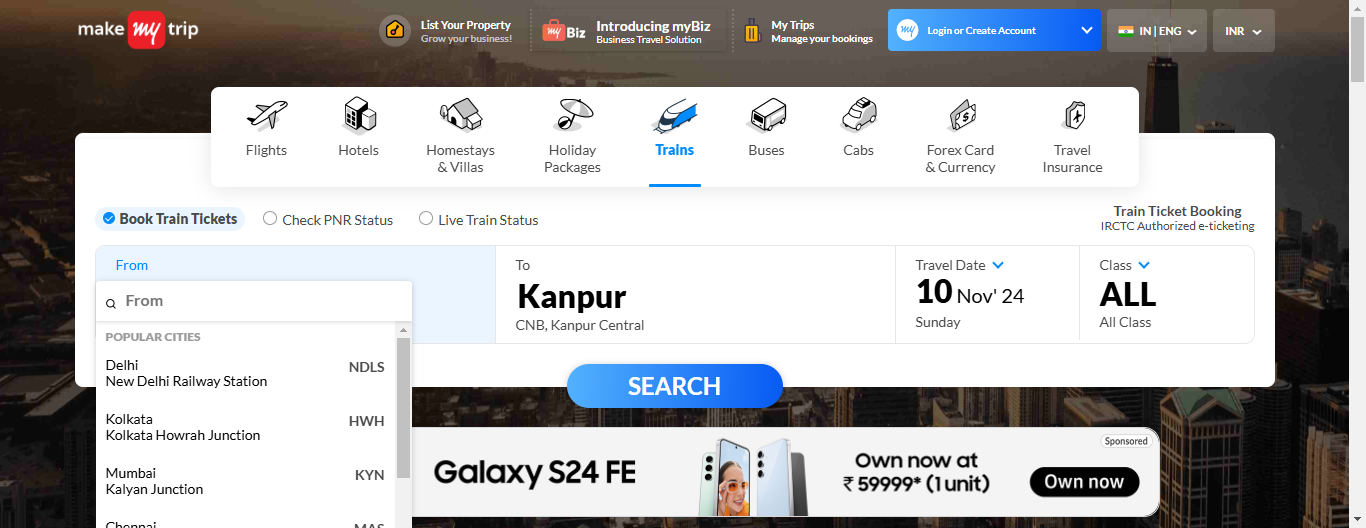 make my trip
List Your Property
Grow your business!
my Biz
Introducing myBiz
Business Travel Solution
My Trips
Manage your bookings
my
Login or Create Account
IN | ENG
INR
Flights
Hotels
Homestays
& Villas
Holiday
Packages
Trains
Buses
Cabs
Forex Card
& Currency
Travel
Insurance
Book Train Tickets
Check PNR Status
Live Train Status
Train Ticket Booking
IRCTC Authorized e-ticketing
From
To
Kanpur
CNB, Kanpur Central
Travel Date
10 Nov' 24
Sunday
Class
ALL
All Class
From
POPULAR CITIES
Delhi
New Delhi Railway Station
NDLS
Kolkata
Kolkata Howrah Junction
HWH
Mumbai
Kalyan Junction
KYN
Chennai
MAS
SEARCH
Sponsored
Galaxy S24 FE
Own now at
₹ 59999* (1 unit)
Own now